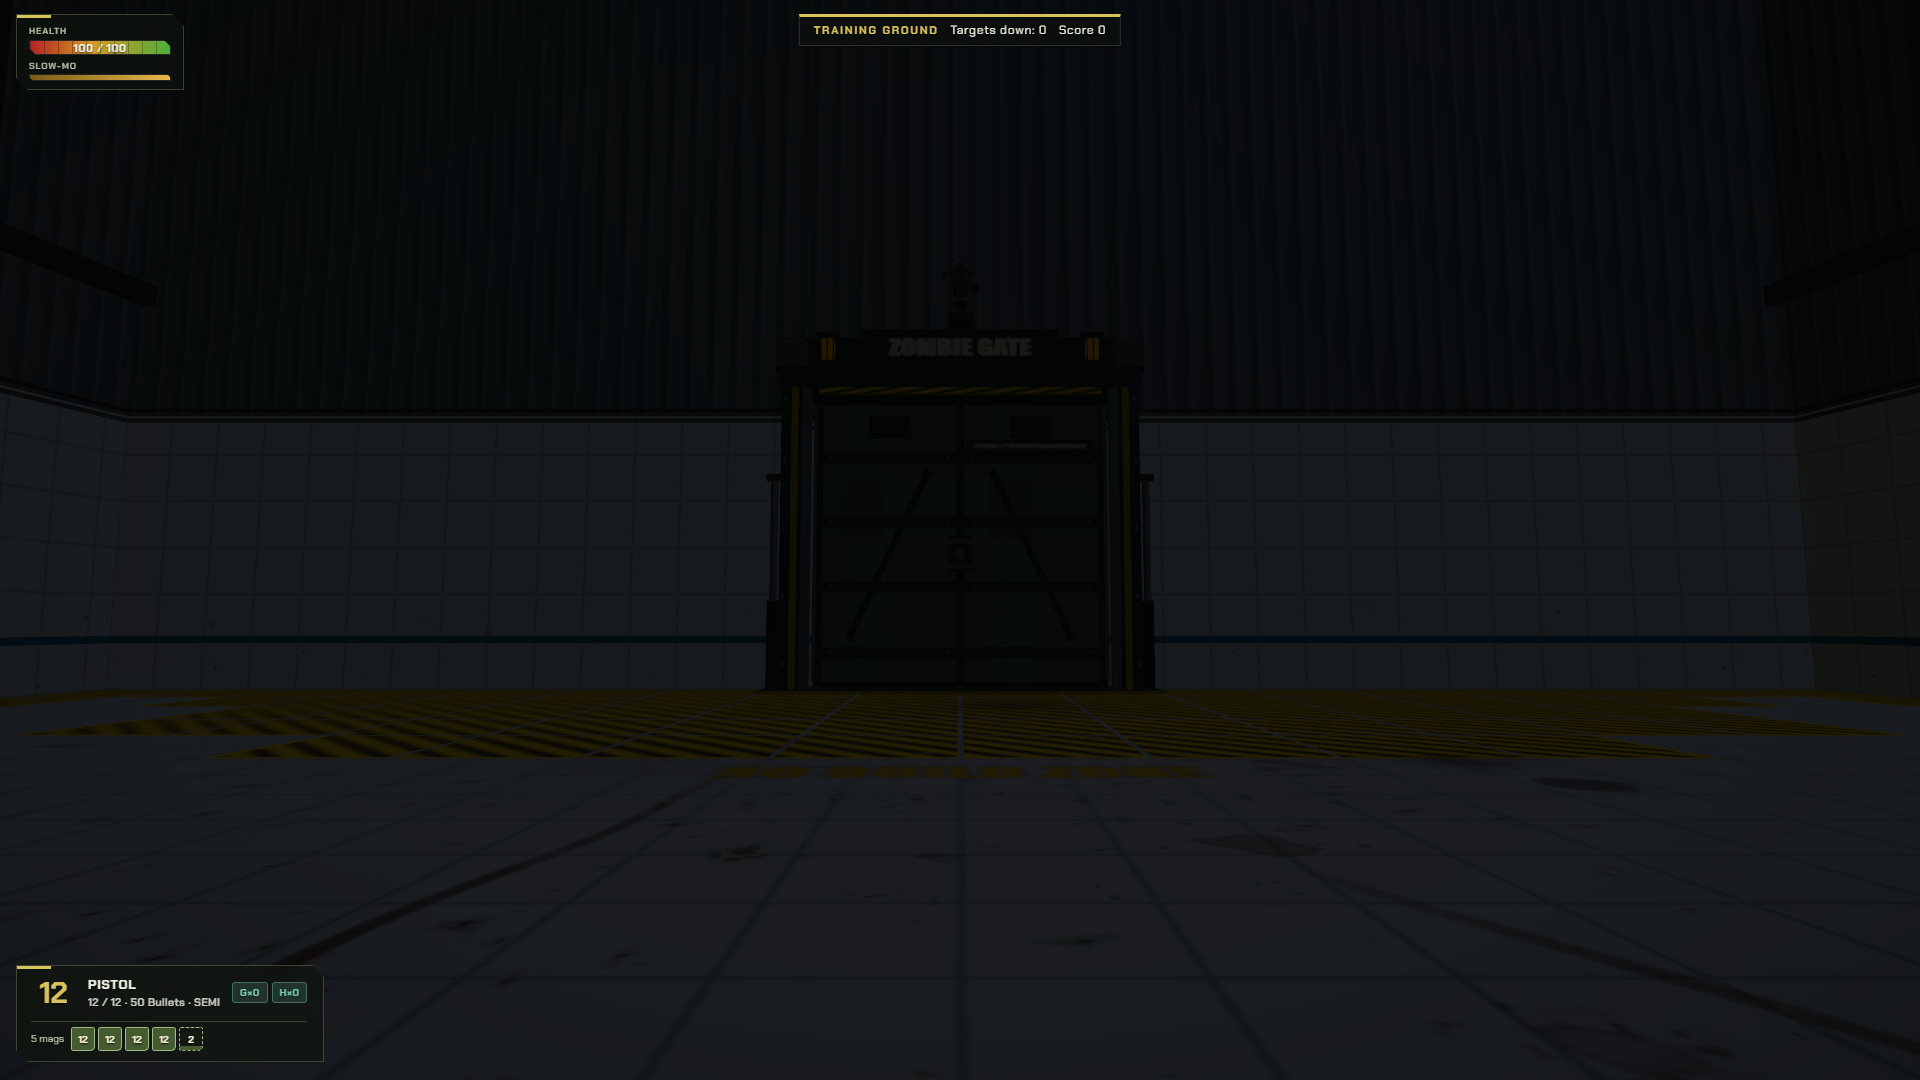 HEALTH
100 / 100
SLOW-MO
TRAINING GROUND Targets down: 0 Score 0
ZOMBIE GATE
12 PISTOL
12 / 12 · 50 Bullets · SEMI G×0 H×0
5 mags 12 12 12 12 2